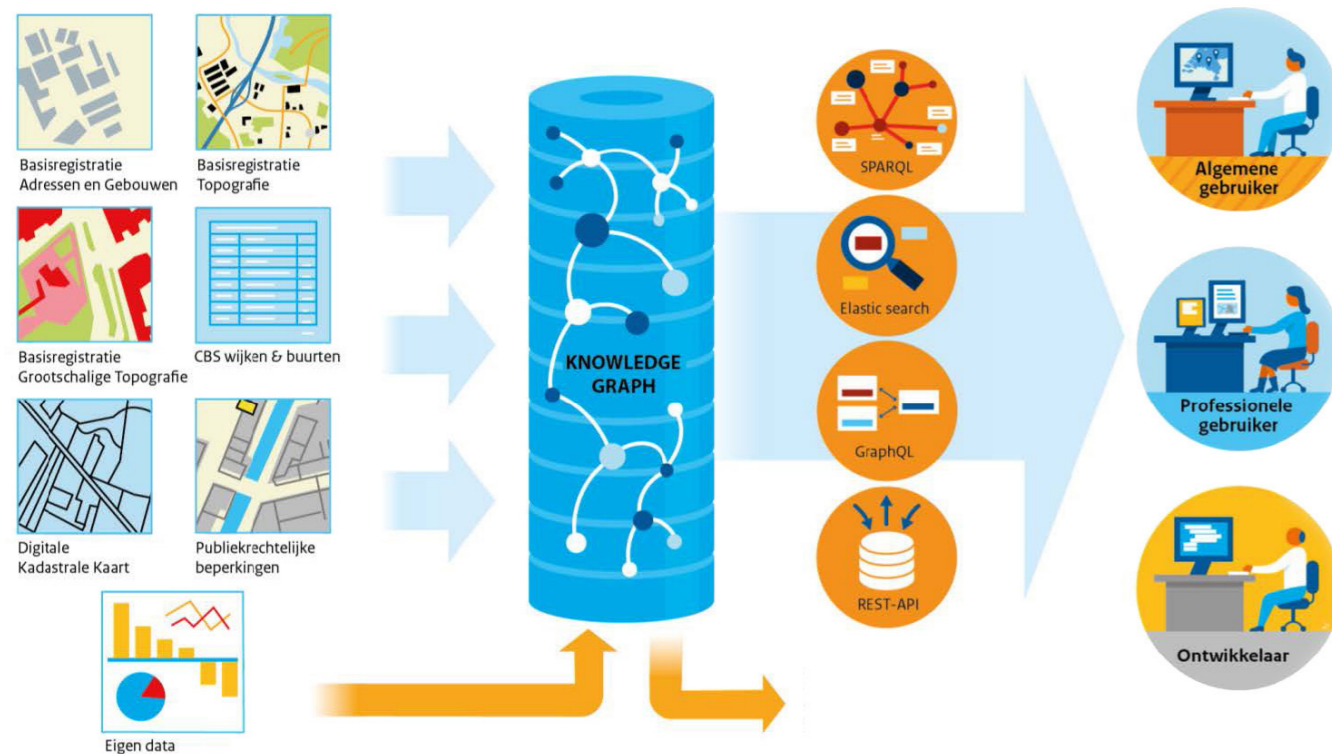 Basisregistratie
Adressen en Gebouwen
Basisregistratie
Topografie
Basisregistratie
Grootschalige Topografie
CBS wijken & buurten
Digitale
Kadastrale Kaart
Publiekrechtelijke
beperkingen
Eigen data
KNOWLEDGE
GRAPH
SPARQL
Elastic search
GraphQL
REST-API
Algemene
gebruiker
Professionele
gebruiker
Ontwikkelaar